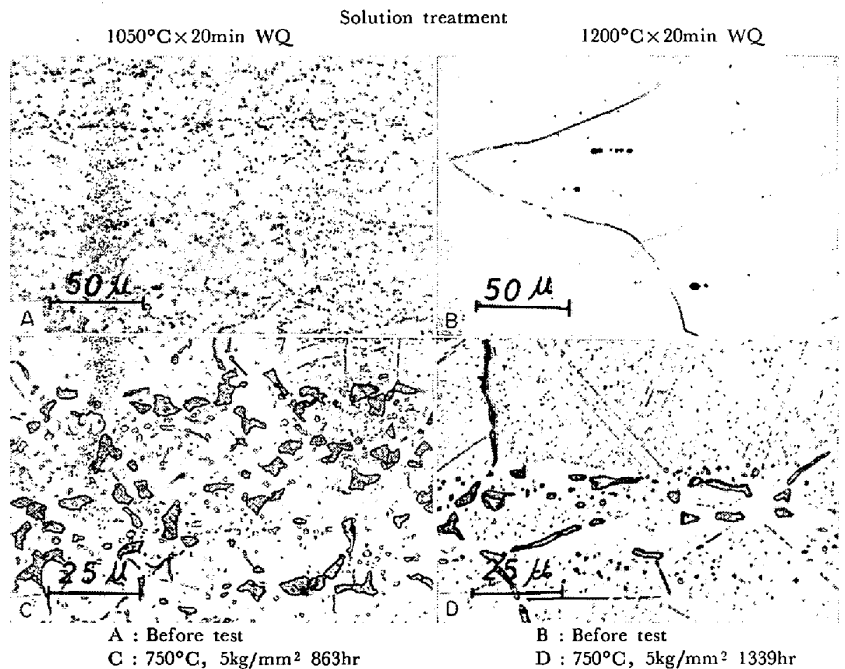 Solution treatment
1050°C×20min WQ
1200°C×20min WQ
50 μ
A
50 μ
B
25 μ
C
25 μ
D
A : Before test
B : Before test
C : 750°C, 5kg/mm² 863hr
D : 750°C, 5kg/mm² 1339hr